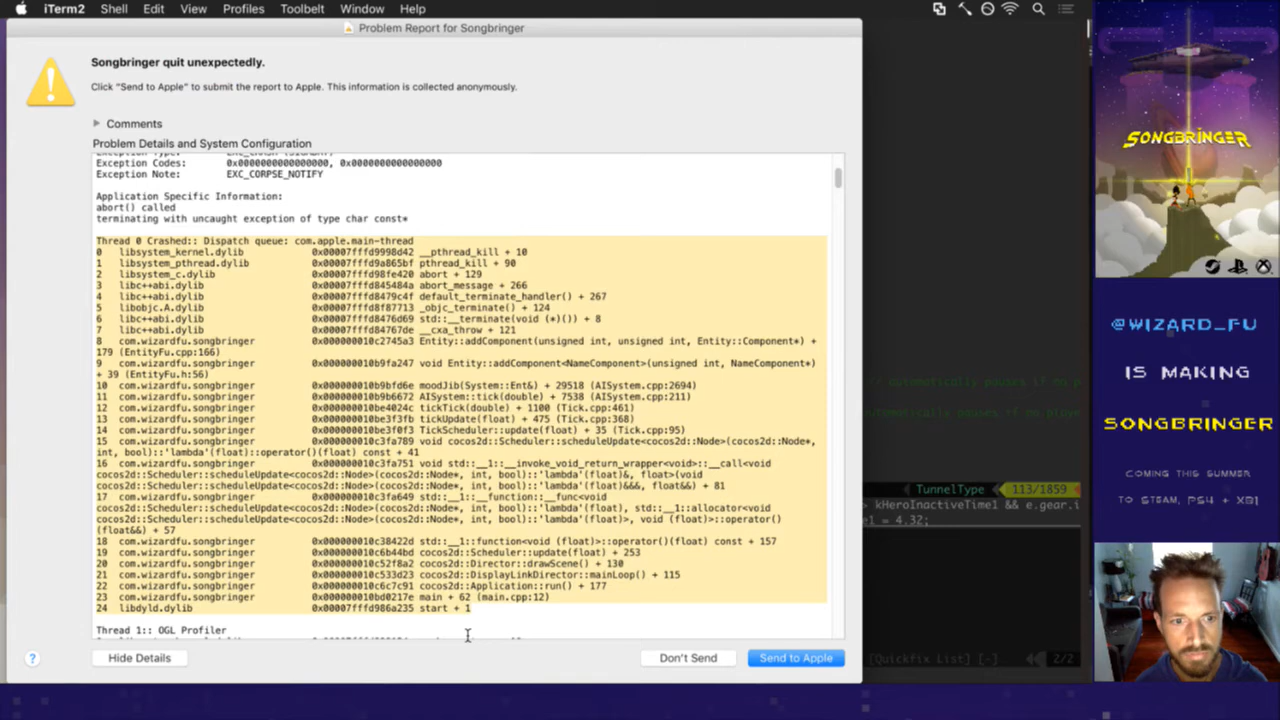 iTerm2 Shell Edit View Profiles Toolbelt Window Help
Problem Report for Songbringer
Songbringer quit unexpectedly.
Click "Send to Apple" to submit the report to Apple. This information is collected anonymously.
Comments
Problem Details and System Configuration
Exception Codes: 0x0000000000000000, 0x0000000000000000
Exception Note: EXC_CORPSE_NOTIFY
Application Specific Information:
abort() called
terminating with uncaught exception of type char const*
Thread 0 Crashed:: Dispatch queue: com.apple.main-thread
0 libsystem_kernel.dylib 0x00007fffd9998d42 __pthread_kill + 10
1 libsystem_pthread.dylib 0x00007fffd9a865bf pthread_kill + 90
2 libsystem_c.dylib 0x00007fffd98fe420 abort + 129
3 libc++abi.dylib 0x00007fffd845484a abort_message + 266
4 libc++abi.dylib 0x00007fffd8479c4f default_terminate_handler() + 267
5 libobjc.A.dylib 0x00007fffd8f87713 _objc_terminate() + 124
6 libc++abi.dylib 0x00007fffd8476d69 std::__terminate(void (*)()) + 8
7 libc++abi.dylib 0x00007fffd84767de __cxa_throw + 121
8 com.wizardfu.songbringer 0x000000010c2745a3 Entity::addComponent(unsigned int, unsigned int, Entity::Component*) +
179 (EntityFu.cpp:166)
9 com.wizardfu.songbringer 0x000000010b9fa247 void Entity::addComponent<NameComponent>(unsigned int, NameComponent*)
+ 39 (EntityFu.h:56)
10 com.wizardfu.songbringer 0x000000010b9bfd6e moodJib(System::Ent&) + 29518 (AISystem.cpp:2694)
11 com.wizardfu.songbringer 0x000000010b9b6672 AISystem::tick(double) + 7538 (AISystem.cpp:211)
12 com.wizardfu.songbringer 0x000000010be4024c tickTick(double) + 1100 (Tick.cpp:461)
13 com.wizardfu.songbringer 0x000000010be3f3fb tickUpdate(float) + 475 (Tick.cpp:368)
14 com.wizardfu.songbringer 0x000000010be3f0f3 TickScheduler::update(float) + 35 (Tick.cpp:95)
15 com.wizardfu.songbringer 0x000000010c3fa789 void cocos2d::Scheduler::scheduleUpdate<cocos2d::Node>(cocos2d::Node*,
int, bool)::'lambda'(float)::operator()(float) const + 41
16 com.wizardfu.songbringer 0x000000010c3fa751 void std::__1::__invoke_void_return_wrapper<void>::__call<void
cocos2d::Scheduler::scheduleUpdate<cocos2d::Node>(cocos2d::Node*, int, bool)::'lambda'(float)&, float>(void
cocos2d::Scheduler::scheduleUpdate<cocos2d::Node>(cocos2d::Node*, int, bool)::'lambda'(float)&&&, float&&) + 81
17 com.wizardfu.songbringer 0x000000010c3fa649 std::__1::__function::__func<void
cocos2d::Scheduler::scheduleUpdate<cocos2d::Node>(cocos2d::Node*, int, bool)::'lambda'(float), std::__1::allocator<void
cocos2d::Scheduler::scheduleUpdate<cocos2d::Node>(cocos2d::Node*, int, bool)::'lambda'(float)>, void (float)>::operator()
(float&&) + 57
18 com.wizardfu.songbringer 0x000000010c38422d std::__1::function<void (float)>::operator()(float) const + 157
19 com.wizardfu.songbringer 0x000000010c6b44bd cocos2d::Scheduler::update(float) + 253
20 com.wizardfu.songbringer 0x000000010c52f8a2 cocos2d::Director::drawScene() + 130
21 com.wizardfu.songbringer 0x000000010c533d23 cocos2d::DisplayLinkDirector::mainLoop() + 115
22 com.wizardfu.songbringer 0x000000010c6c7c91 cocos2d::Application::run() + 177
23 com.wizardfu.songbringer 0x000000010bd0217e main + 62 (main.cpp:12)
24 libdyld.dylib 0x00007fffd986a235 start + 1
Thread 1:: OGL Profiler
Hide Details Don't Send Send to Apple
// automatically pauses if no p
automatically pauses if no playe
TunnelType 113/1859
> kHeroInactiveTime1 && e.gear.i
e1 = 4.32;
[Quickfix List] [-] 2/2
SONGBRINGER
@WIZARD_FU
IS MAKING
SONGBRINGER
COMING THIS SUMMER
TO STEAM, PS4 + XB1